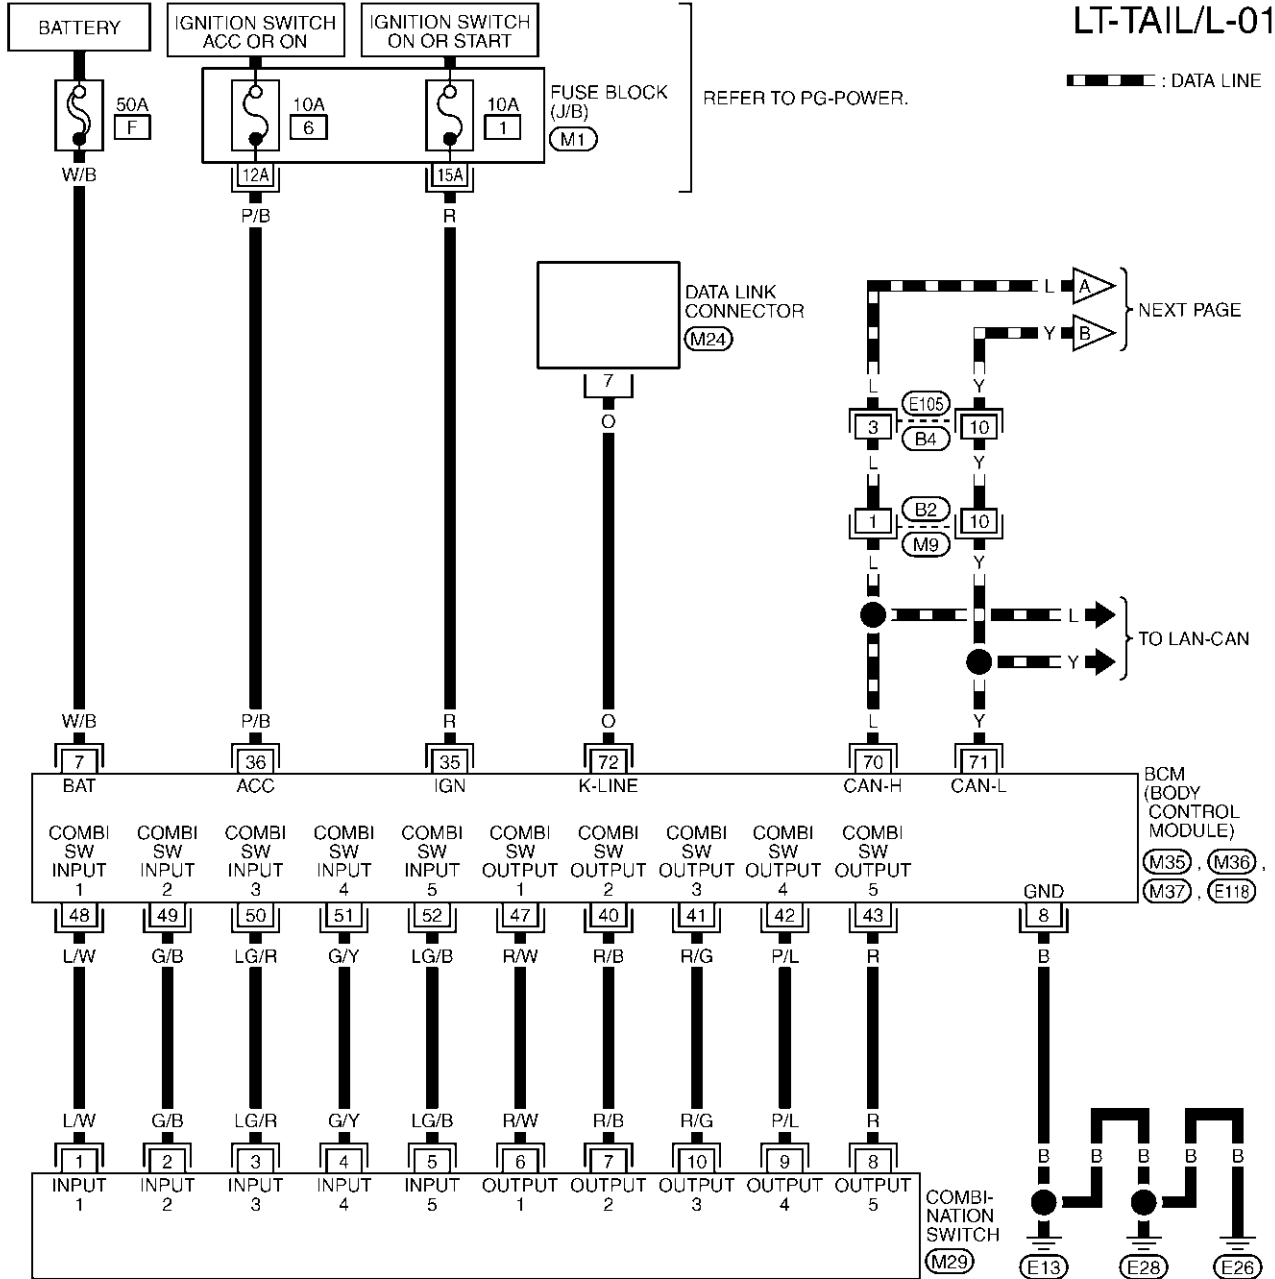 LT-TAIL/L-01
BATTERY
IGNITION SWITCH
ACC OR ON
IGNITION SWITCH
ON OR START
: DATA LINE
50A
F
10A
6
10A
1
FUSE BLOCK
(J/B)
M1
REFER TO PG-POWER.
W/B
12A
15A
P/B
R
DATA LINK
CONNECTOR
M24
7
O
L
A
Y
B
NEXT PAGE
L
Y
3
E105
B4
10
L
Y
1
B2
M9
10
L
Y
L
Y
TO LAN-CAN
W/B
P/B
R
O
L
Y
7
36
35
72
70
71
BAT
ACC
IGN
K-LINE
CAN-H
CAN-L
BCM
(BODY
CONTROL
MODULE)
M35 , M36 ,
M37 , E118
COMBI
SW
INPUT
1
COMBI
SW
INPUT
2
COMBI
SW
INPUT
3
COMBI
SW
INPUT
4
COMBI
SW
INPUT
5
COMBI
SW
OUTPUT
1
COMBI
SW
OUTPUT
2
COMBI
SW
OUTPUT
3
COMBI
SW
OUTPUT
4
COMBI
SW
OUTPUT
5
GND
48
49
50
51
52
47
40
41
42
43
8
L/W
G/B
LG/R
G/Y
LG/B
R/W
R/B
R/G
P/L
R
B
L/W
G/B
LG/R
G/Y
LG/B
R/W
R/B
R/G
P/L
R
B
B
B
B
B
1
2
3
4
5
6
7
10
9
8
INPUT
1
INPUT
2
INPUT
3
INPUT
4
INPUT
5
OUTPUT
1
OUTPUT
2
OUTPUT
3
OUTPUT
4
OUTPUT
5
COMBI-
NATION
SWITCH
M29
E13
E28
E26